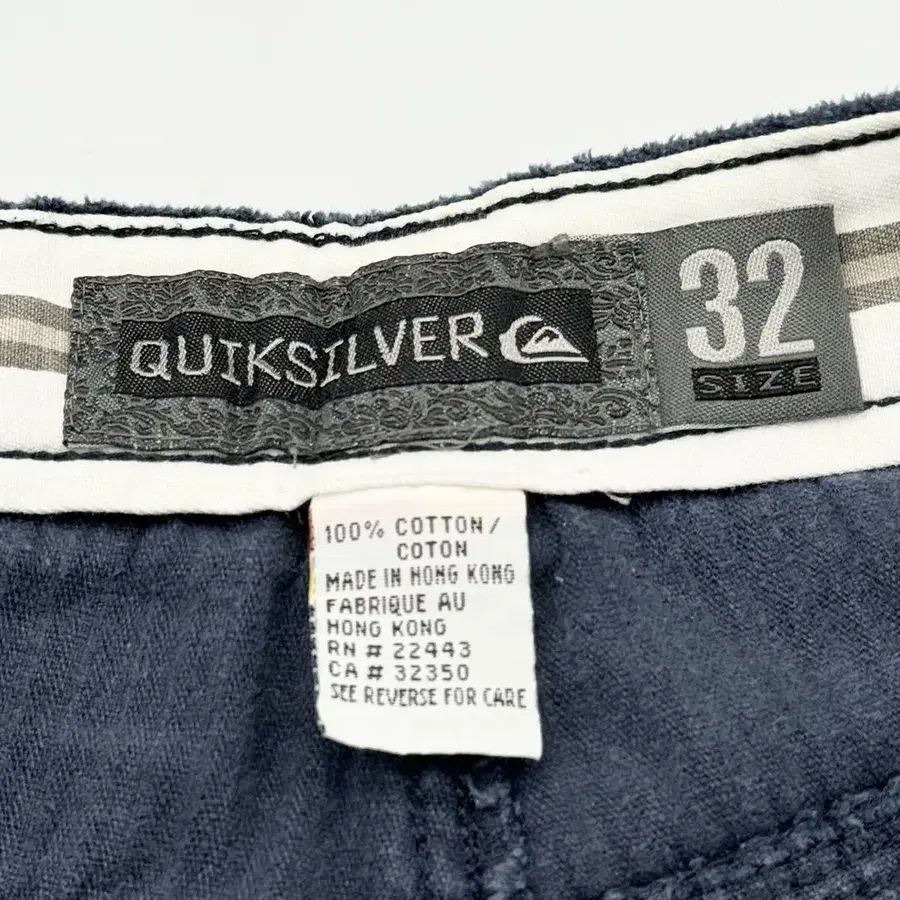 QUIKSILVER
32
SIZE
100% COTTON/
COTON
MADE IN HONG KONG
FABRIQUE AU
HONG KONG
RN # 22443
CA # 32350
SEE REVERSE FOR CARE